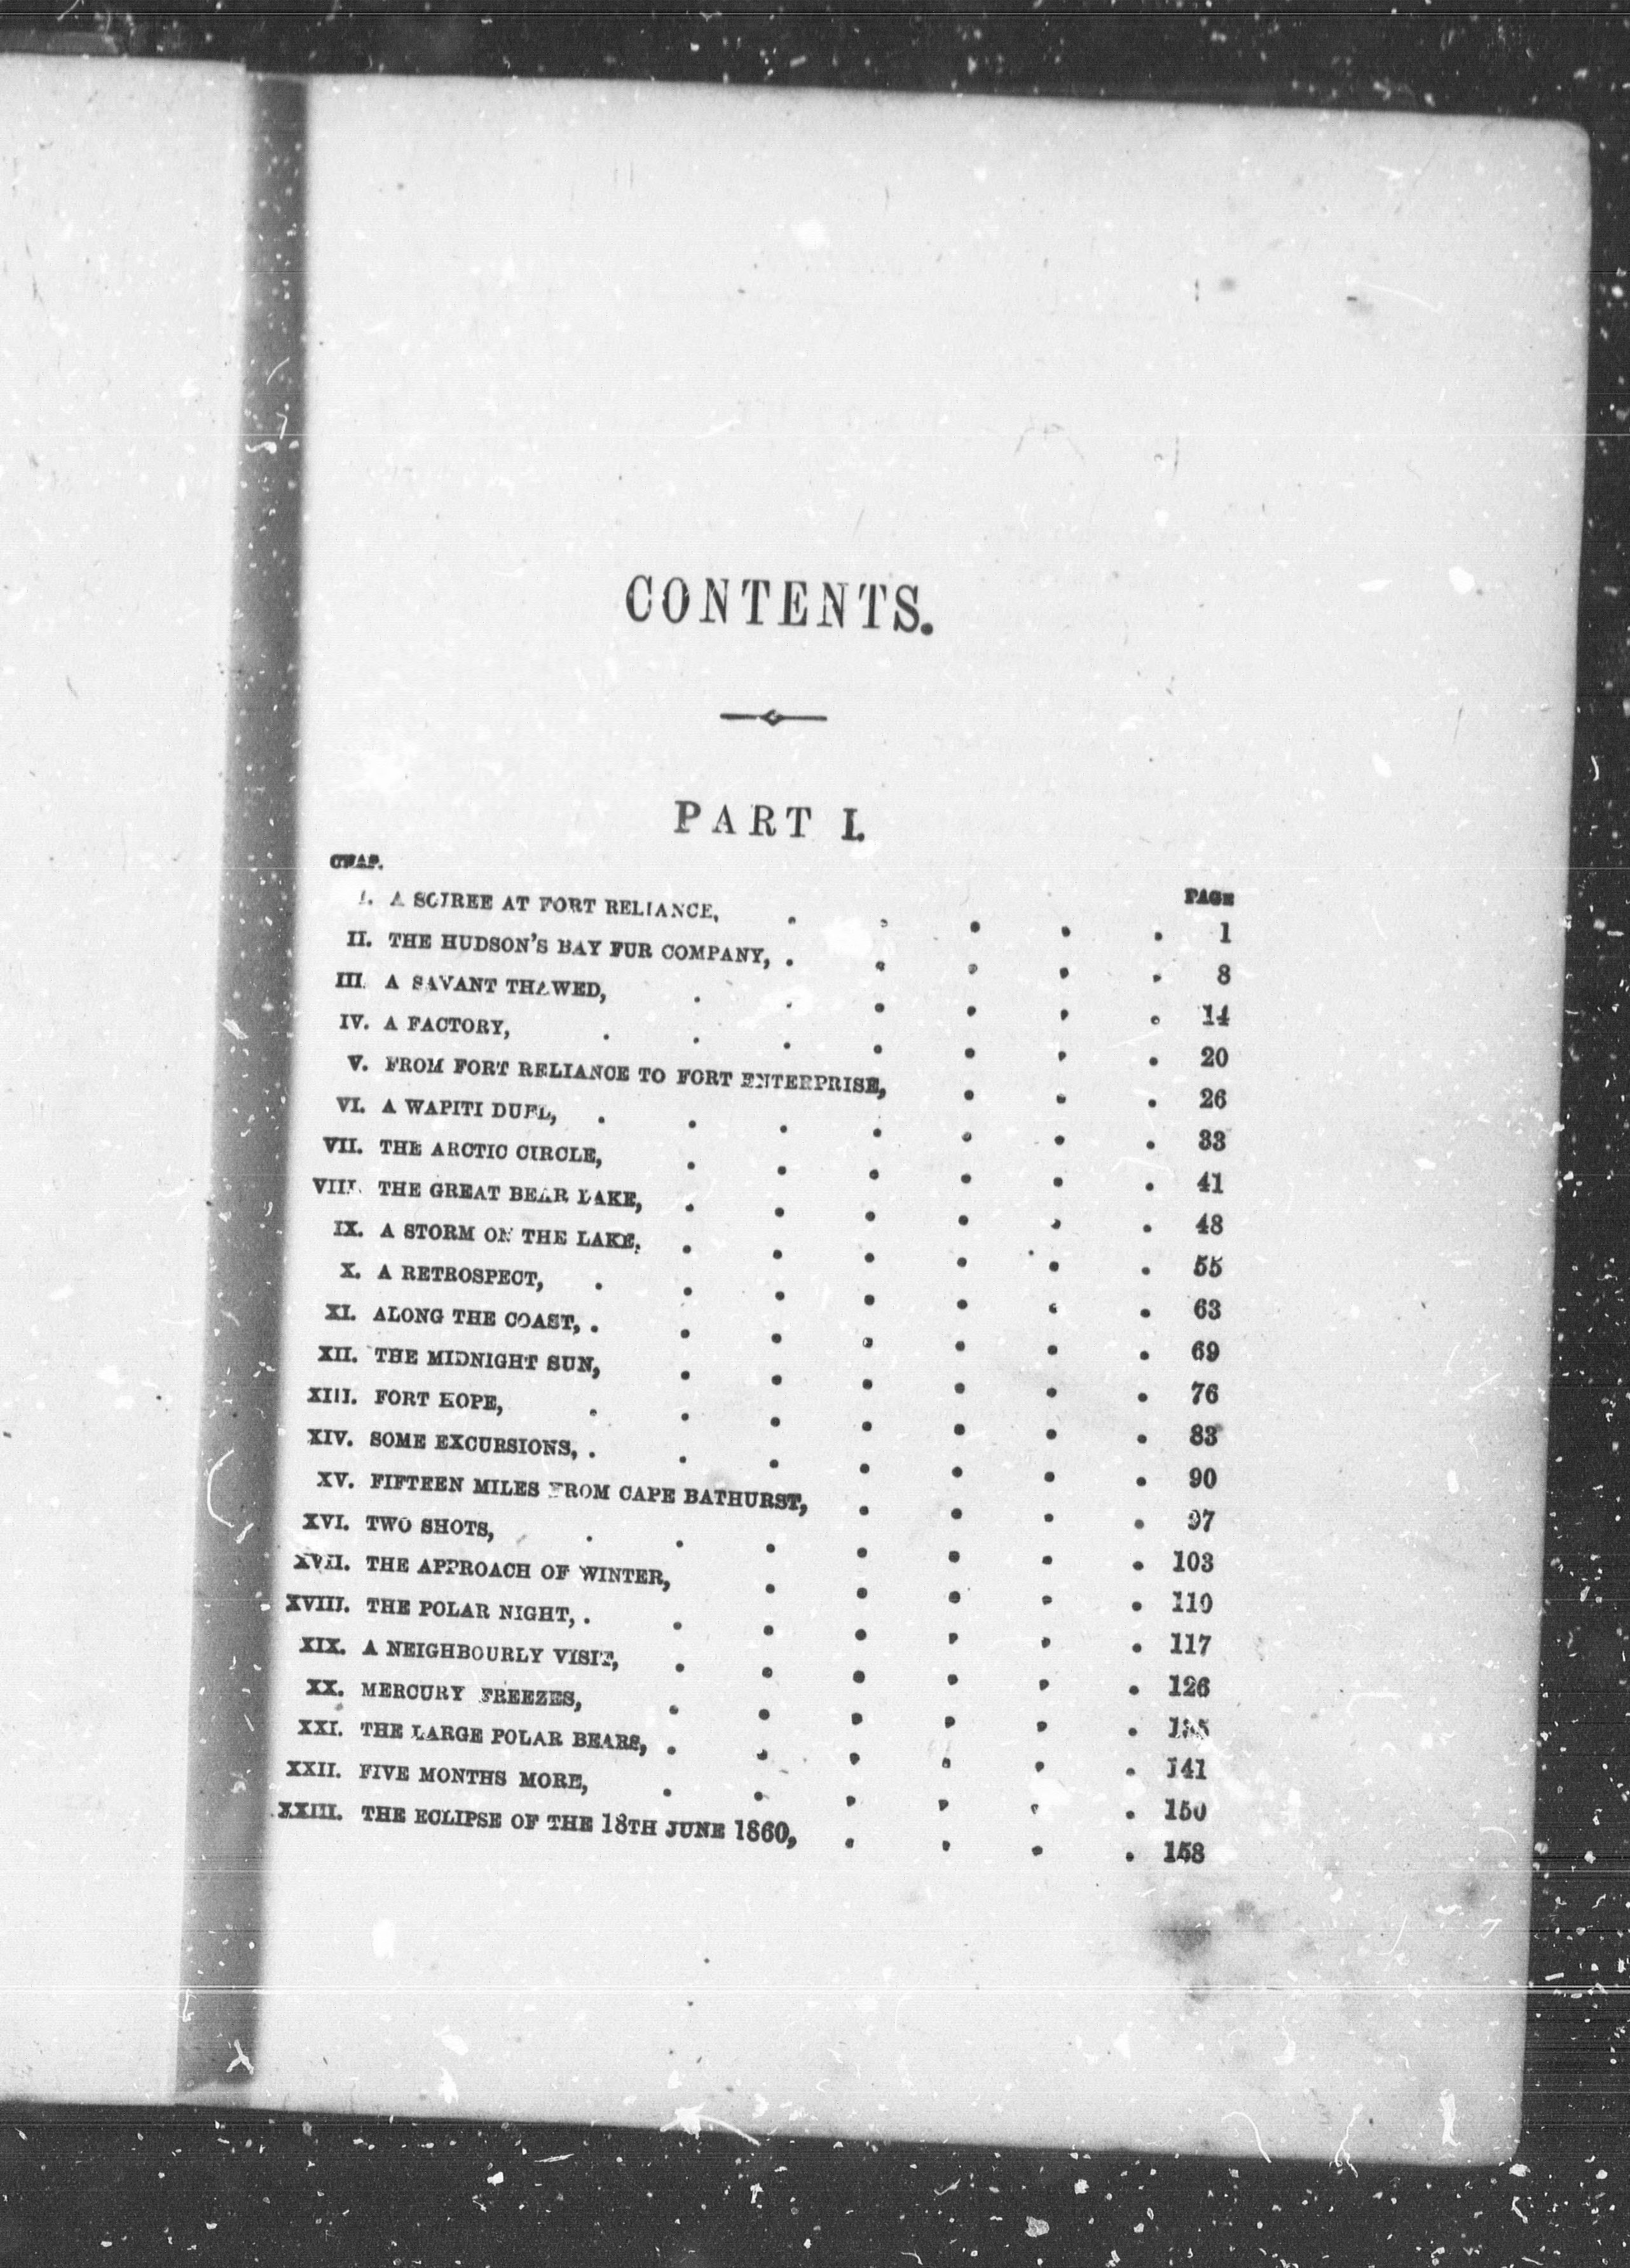 CONTENTS.
PART I.
CHAP. PAGE
I. A SOIREE AT FORT RELIANCE, . . . . . 1
II. THE HUDSON'S BAY FUR COMPANY, . . . . . 8
III. A SAVANT THAWED, . . . . . . 14
IV. A FACTORY, . . . . . . . 20
V. FROM FORT RELIANCE TO FORT ENTERPRISE, . . . 26
VI. A WAPITI DUEL, . . . . . . . 33
VII. THE ARCTIC CIRCLE, . . . . . . 41
VIII. THE GREAT BEAR LAKE, . . . . . . 48
IX. A STORM ON THE LAKE, . . . . . . 55
X. A RETROSPECT, . . . . . . . 63
XI. ALONG THE COAST, . . . . . . . 69
XII. THE MIDNIGHT SUN, . . . . . . 76
XIII. FORT HOPE, . . . . . . . 83
XIV. SOME EXCURSIONS, . . . . . . . 90
XV. FIFTEEN MILES FROM CAPE BATHURST, . . . . 97
XVI. TWO SHOTS, . . . . . . . 103
XVII. THE APPROACH OF WINTER, . . . . . 110
XVIII. THE POLAR NIGHT, . . . . . . . 117
XIX. A NEIGHBOURLY VISIT, . . . . . . 126
XX. MERCURY FREEZES, . . . . . . 135
XXI. THE LARGE POLAR BEARS, . . . . . . 141
XXII. FIVE MONTHS MORE, . . . . . . 150
XXIII. THE ECLIPSE OF THE 18TH JUNE 1860, . . . . 158